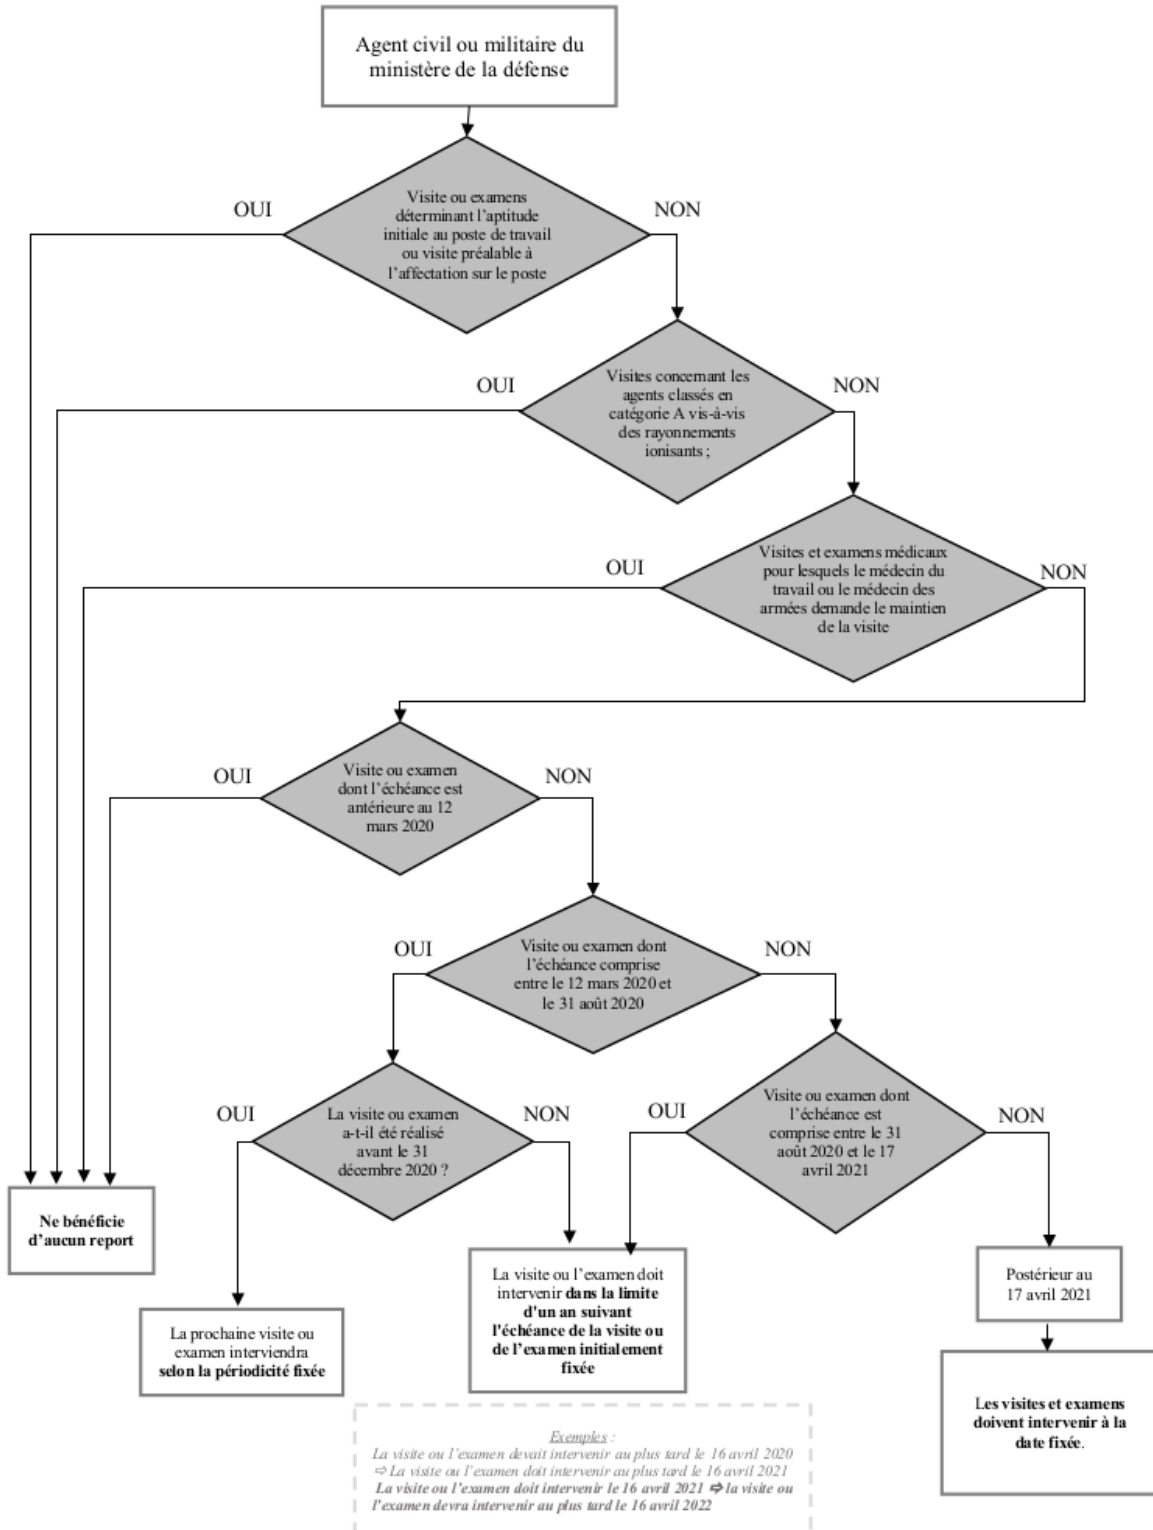 Agent civil ou militaire du
ministère de la défense
Visite ou examens
déterminant l'aptitude
initiale au poste de travail
ou visite préalable à
l'affectation sur le poste
OUI
NON
Visites concernant les
agents classés en
catégorie A vis-à-vis
des rayonnements
ionisants ;
OUI
NON
Visites et examens médicaux
pour lesquels le médecin du
travail ou le médecin des
armées demande le maintien
de la visite
OUI
NON
Visite ou examen
dont l'échéance est
antérieure au 12
mars 2020
OUI
NON
Visite ou examen dont
l'échéance comprise
entre le 12 mars 2020 et
le 31 août 2020
OUI
NON
La visite ou examen
a-t-il été réalisé
avant le 31
décembre 2020 ?
OUI
NON
Visite ou examen dont
l'échéance est
comprise entre le 31
août 2020 et le 17
avril 2021
OUI
NON
Ne bénéficie
d'aucun report
La prochaine visite ou
examen interviendra
selon la périodicité fixée
La visite ou l'examen doit
intervenir dans la limite
d'un an suivant
l'échéance de la visite ou
de l'examen initialement
fixée
Postérieur au
17 avril 2021
Les visites et examens
doivent intervenir à la
date fixée.
Exemples :
La visite ou l'examen devait intervenir au plus tard le 16 avril 2020
⇨ La visite ou l'examen doit intervenir au plus tard le 16 avril 2021
La visite ou l'examen doit intervenir le 16 avril 2021 ⇨ la visite ou
l'examen devra intervenir au plus tard le 16 avril 2022